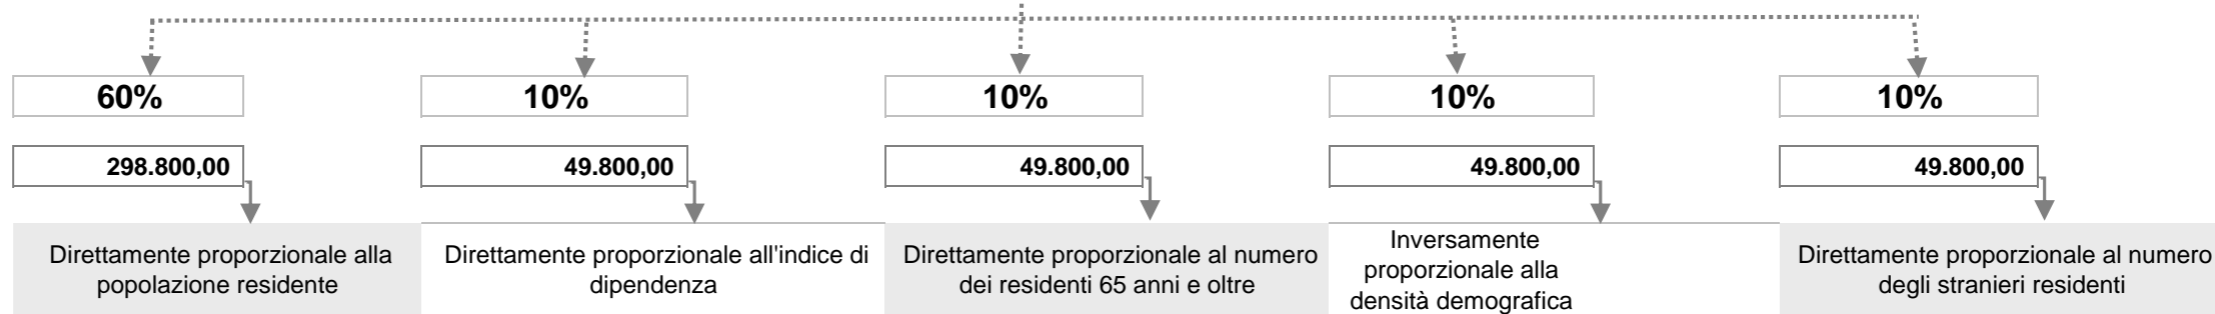 60%
10%
10%
10%
10%
298.800,00
49.800,00
49.800,00
49.800,00
49.800,00
Direttamente proporzionale alla
popolazione residente
Direttamente proporzionale all'indice di
dipendenza
Direttamente proporzionale al numero
dei residenti 65 anni e oltre
Inversamente
proporzionale alla
densità demografica
Direttamente proporzionale al numero
degli stranieri residenti